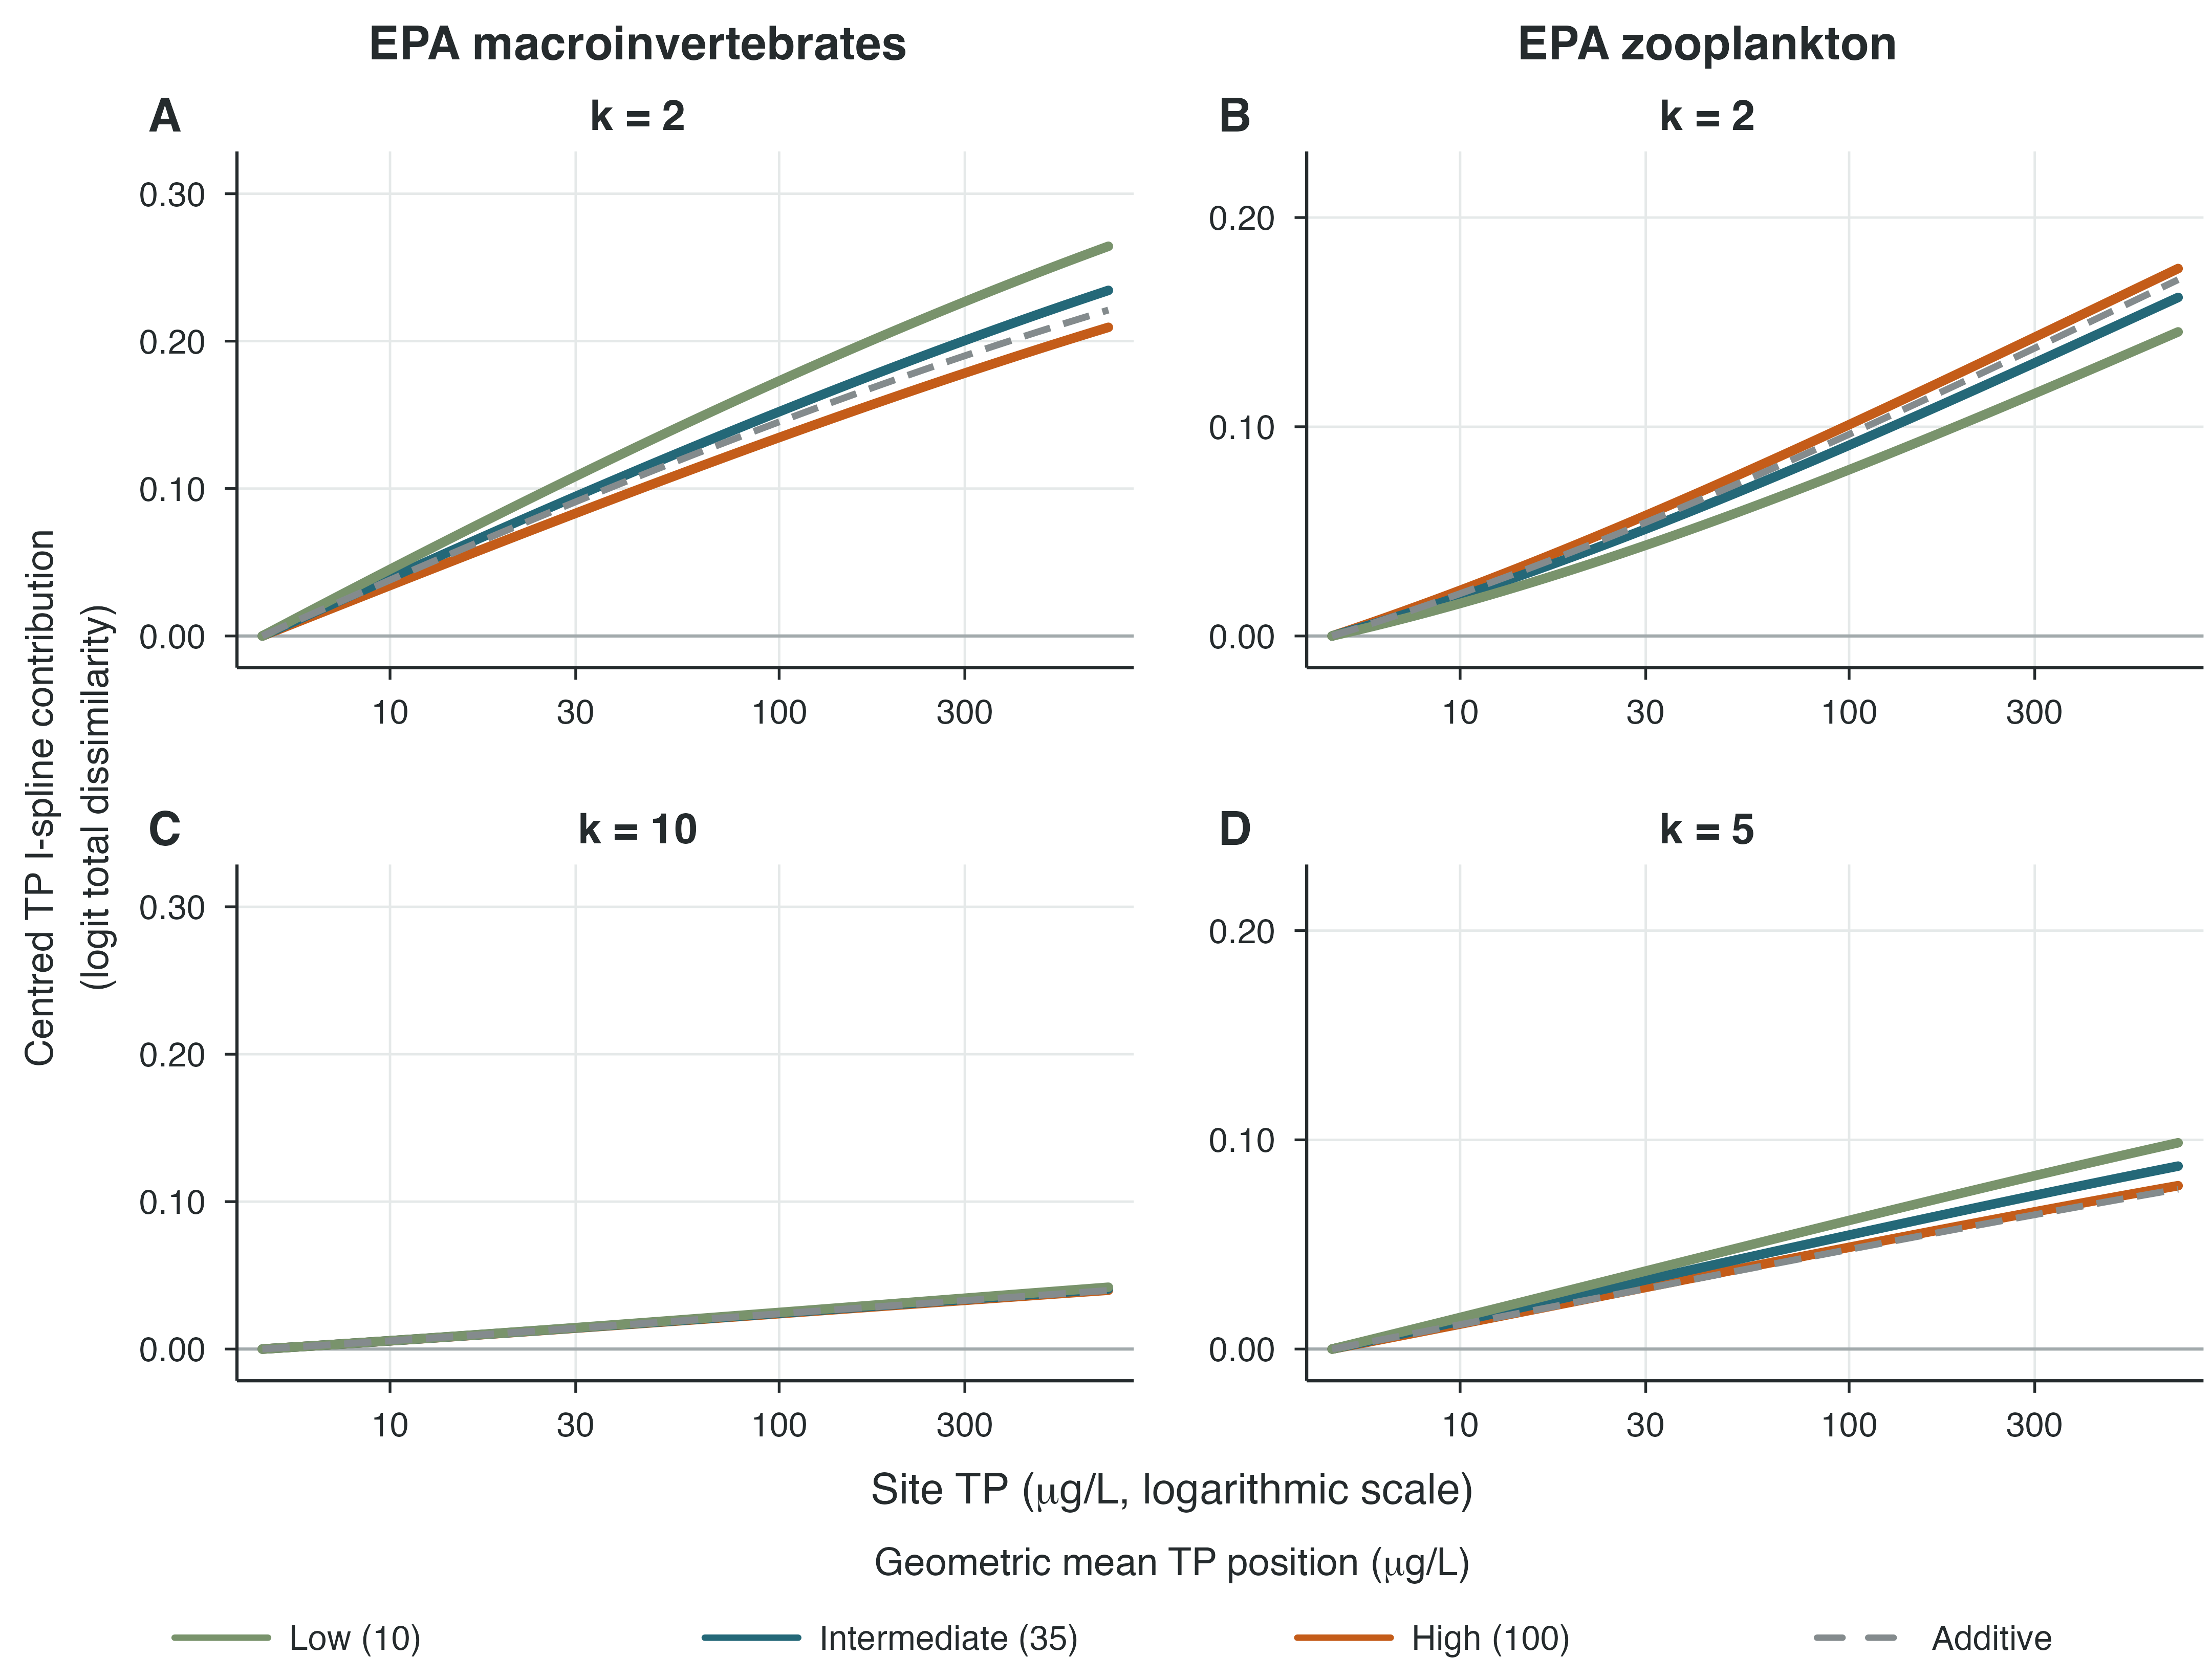 EPA macroinvertebrates
EPA zooplankton
A
k = 2
B
k = 2
0.30
0.20
0.10
0.00
10
30
100
300
0.20
0.10
0.00
10
30
100
300
Centred TP I-spline contribution
(logit total dissimilarity)
C
k = 10
D
k = 5
0.30
0.20
0.10
0.00
10
30
100
300
0.20
0.10
0.00
10
30
100
300
Site TP (μg/L, logarithmic scale)
Geometric mean TP position (μg/L)
Low (10)
Intermediate (35)
High (100)
Additive